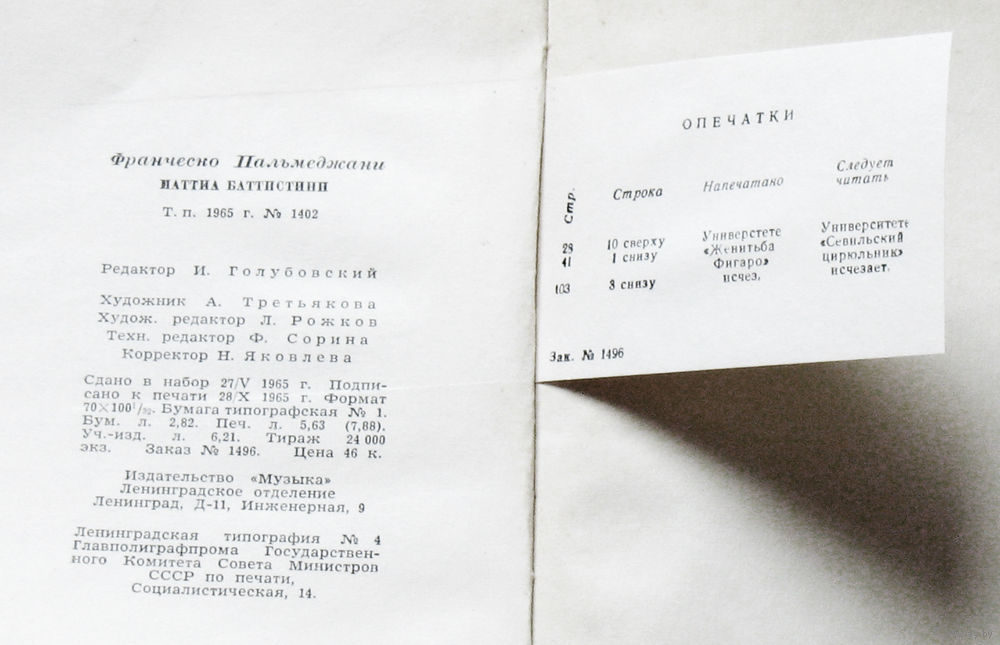 Франческо Пальмеджани
МАТТИА БАТТИСТИНИ
Т. п. 1965 г. № 1402
Редактор И. Голубовский
Художник А. Третьякова
Худож. редактор Л. Рожков
Техн. редактор Ф. Сорина
Корректор Н. Яковлева
Сдано в набор 27/V 1965 г. Подпи-
сано к печати 28/X 1965 г. Формат
70×100¹/₃₂. Бумага типографская № 1.
Бум. л. 2,82. Печ. л. 5,63 (7,88).
Уч.-изд. л. 6,21. Тираж 24 000
экз. Заказ № 1496. Цена 46 к.
Издательство «Музыка»
Ленинградское отделение
Ленинград, Д-11, Инженерная, 9
Ленинградская типография № 4
Главполиграфпрома Государствен-
ного Комитета Совета Министров
СССР по печати,
Социалистическая, 14.
ОПЕЧАТКИ
Стр. Строка Напечатано Следует
читать
28 10 сверху Универстете Университете
41 1 снизу «Женитьба «Севильский
Фигаро» цирюльник»
103 3 снизу исчез, исчезает,
Зак. № 1496